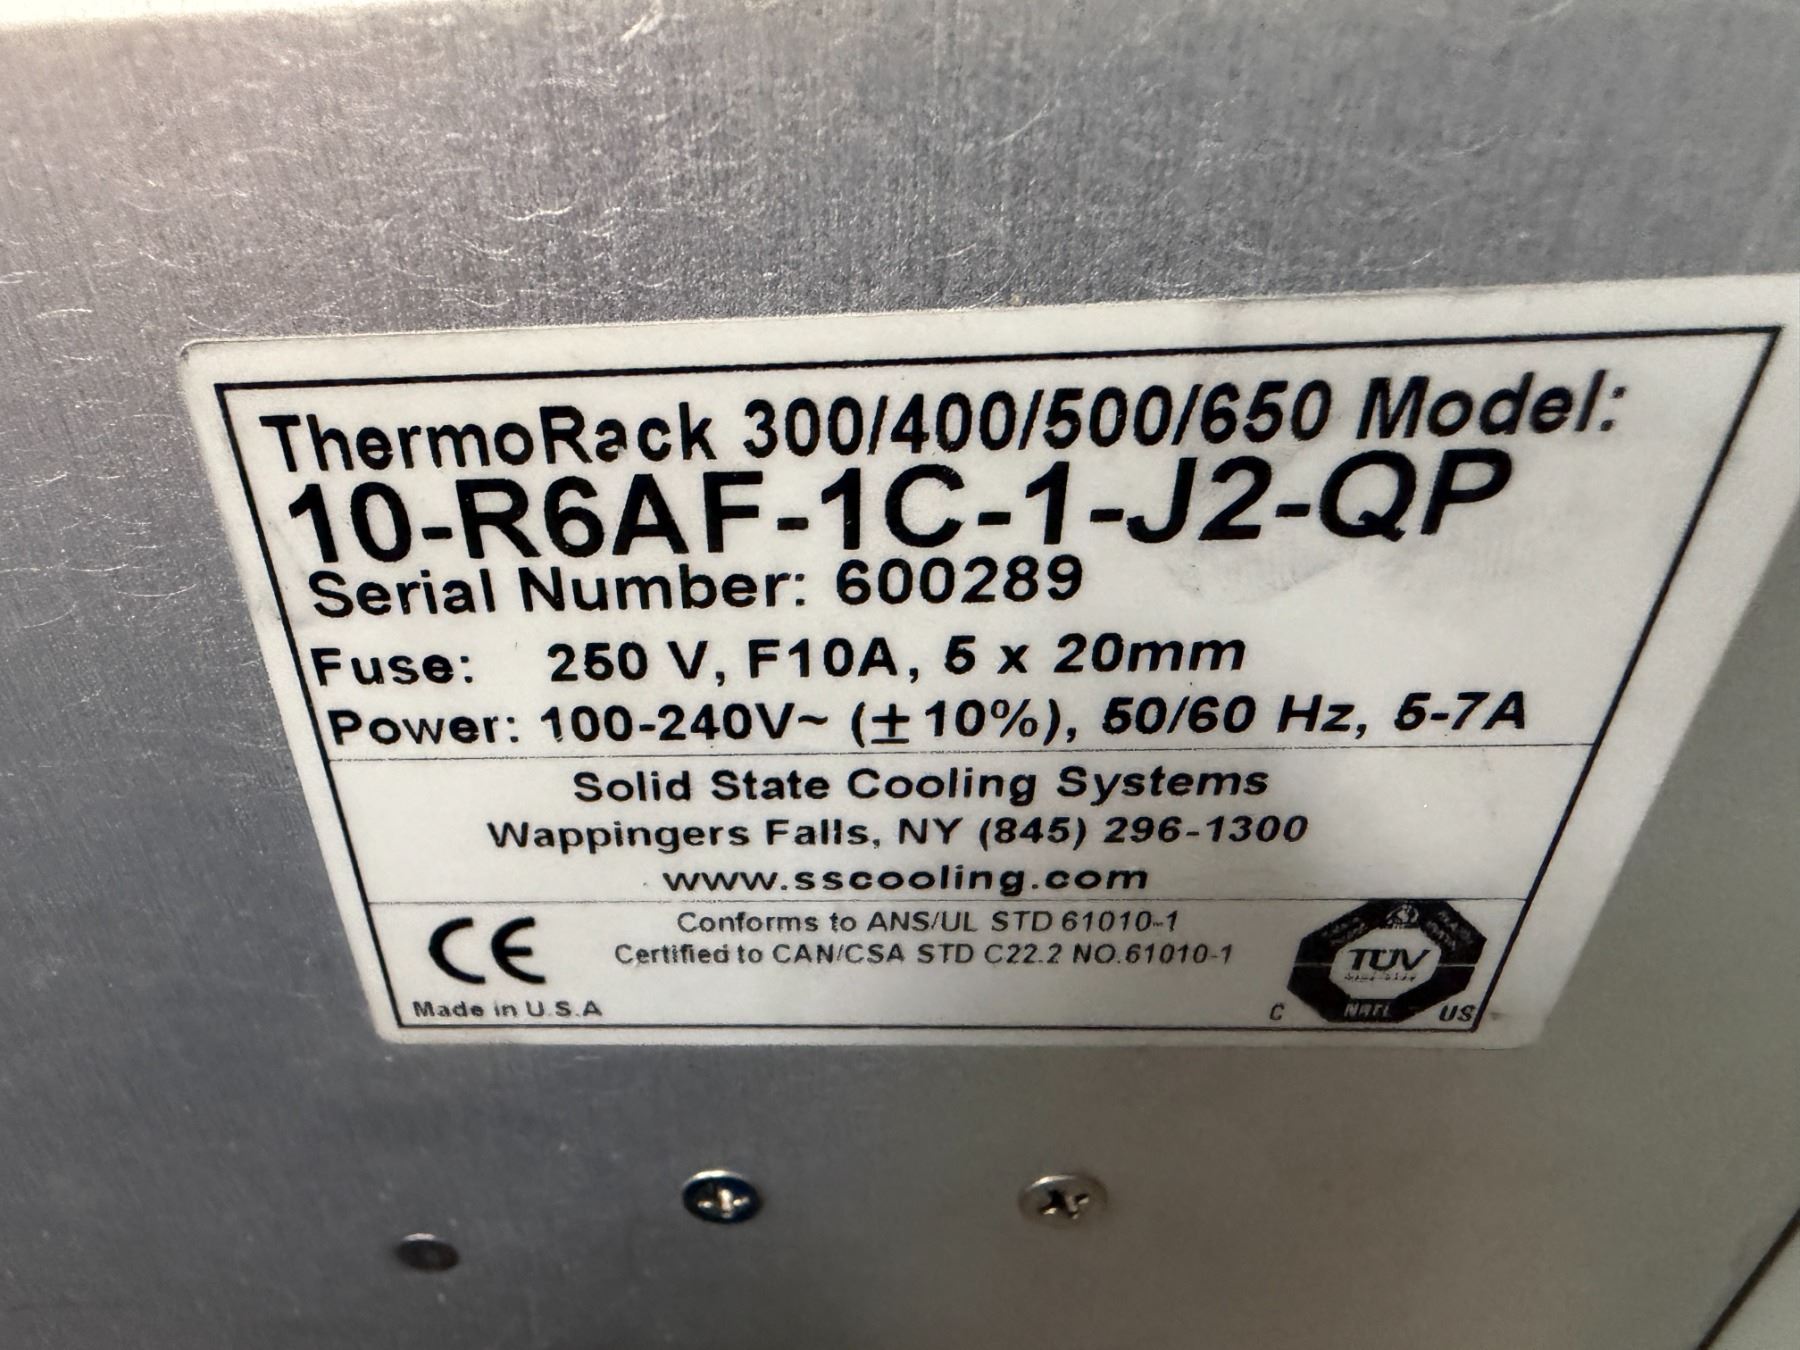 ThermoRack 300/400/500/650 Model:
10-R6AF-1C-1-J2-QP
Serial Number: 600289
Fuse: 250 V, F10A, 5 x 20mm
Power: 100-240V~ (±10%), 50/60 Hz, 5-7A
Solid State Cooling Systems
Wappingers Falls, NY (845) 296-1300
www.sscooling.com
CE
Conforms to ANS/UL STD 61010-1
Certified to CAN/CSA STD C22.2 NO.61010-1
Made in U.S.A
TUV
NRTL
C US